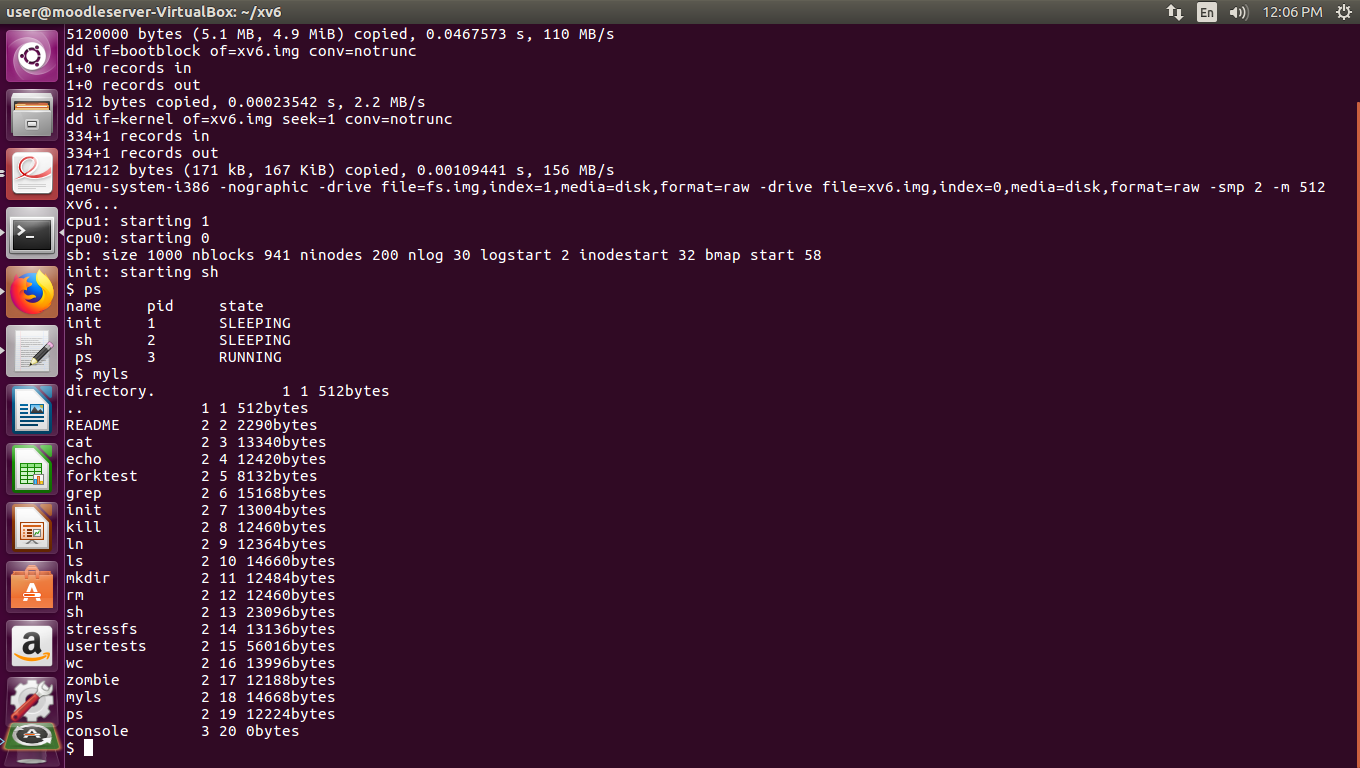 user@moodleserver-VirtualBox: ~/xv6
En
12:06 PM
5120000 bytes (5.1 MB, 4.9 MiB) copied, 0.0467573 s, 110 MB/s
dd if=bootblock of=xv6.img conv=notrunc
1+0 records in
1+0 records out
512 bytes copied, 0.00023542 s, 2.2 MB/s
dd if=kernel of=xv6.img seek=1 conv=notrunc
334+1 records in
334+1 records out
171212 bytes (171 kB, 167 KiB) copied, 0.00109441 s, 156 MB/s
qemu-system-i386 -nographic -drive file=fs.img,index=1,media=disk,format=raw -drive file=xv6.img,index=0,media=disk,format=raw -smp 2 -m 512
xv6...
cpu1: starting 1
cpu0: starting 0
sb: size 1000 nblocks 941 ninodes 200 nlog 30 logstart 2 inodestart 32 bmap start 58
init: starting sh
$ ps
name     pid     state
init     1       SLEEPING
 sh      2       SLEEPING
 ps      3       RUNNING
 $ myls
directory.              1 1 512bytes
..             1 1 512bytes
README         2 2 2290bytes
cat            2 3 13340bytes
echo           2 4 12420bytes
forktest       2 5 8132bytes
grep           2 6 15168bytes
init           2 7 13004bytes
kill           2 8 12460bytes
ln             2 9 12364bytes
ls             2 10 14660bytes
mkdir          2 11 12484bytes
rm             2 12 12460bytes
sh             2 13 23096bytes
stressfs       2 14 13136bytes
usertests      2 15 56016bytes
wc             2 16 13996bytes
zombie         2 17 12188bytes
myls           2 18 14668bytes
ps             2 19 12224bytes
console        3 20 0bytes
$